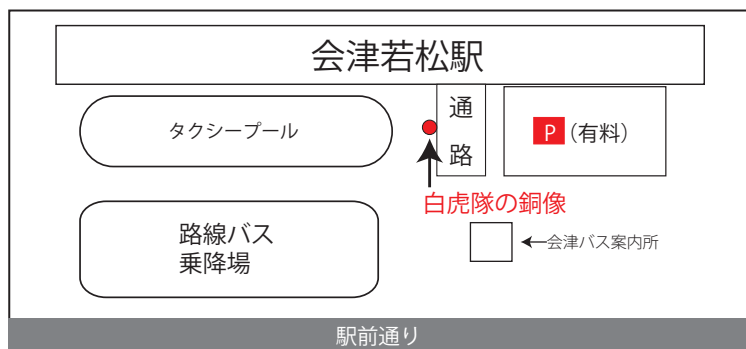 会津若松駅
タクシープール
通路
P (有料)
白虎隊の銅像
路線バス
乗降場
←会津バス案内所
駅前通り